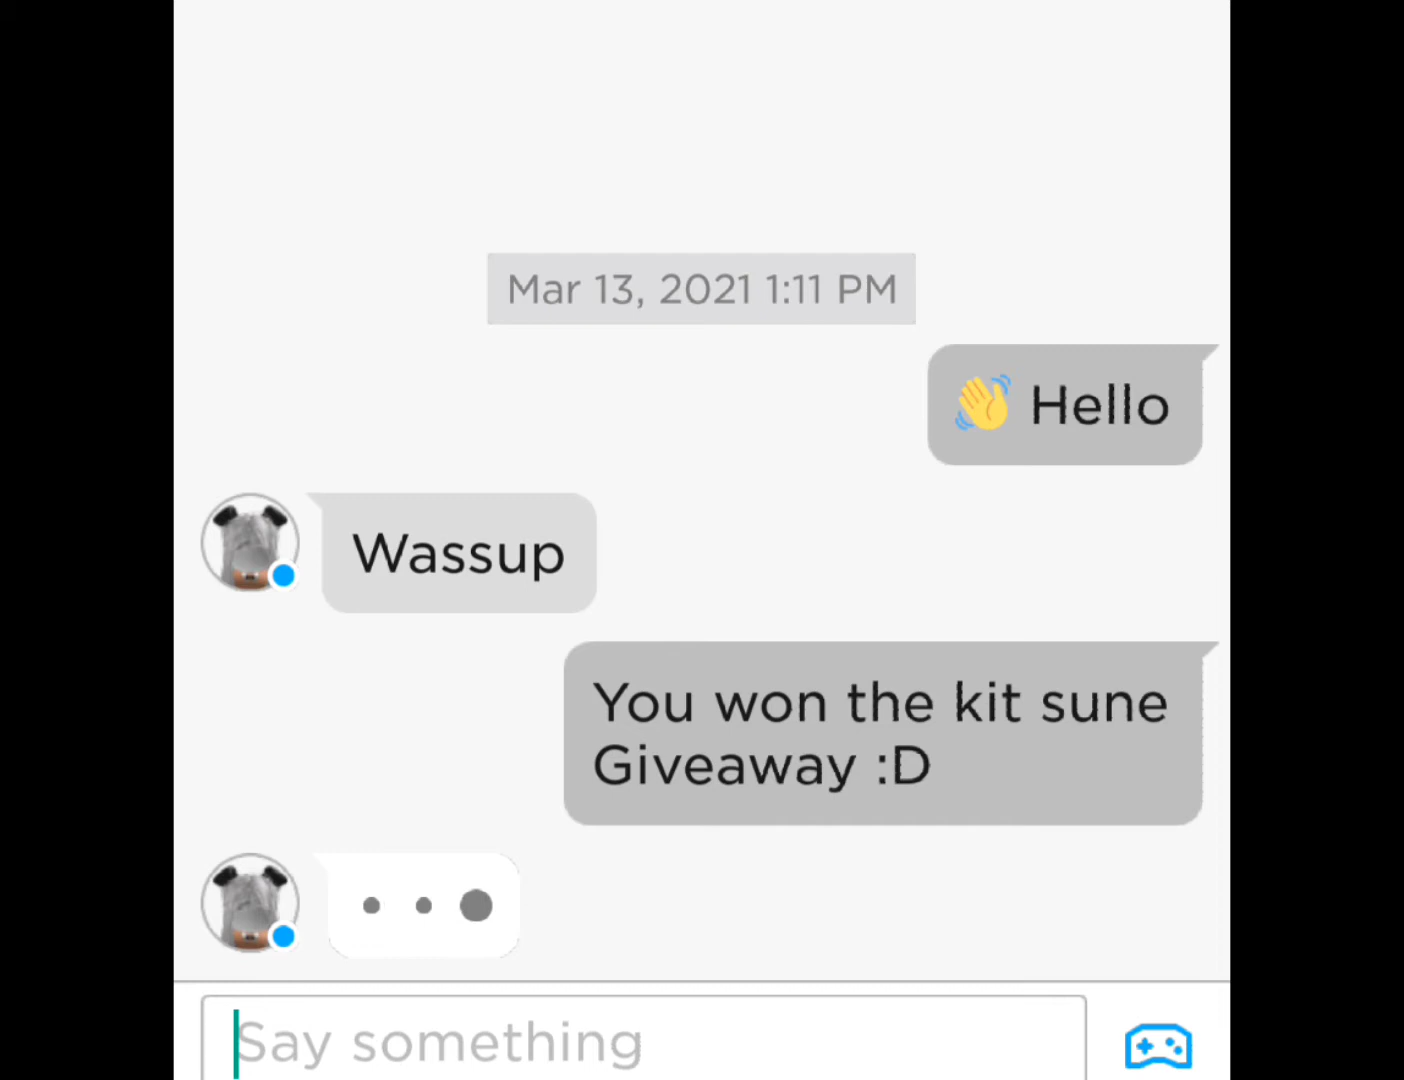 Mar 13, 2021 1:11 PM
👋 Hello
Wassup
You won the kit sune
Giveaway :D
Say something